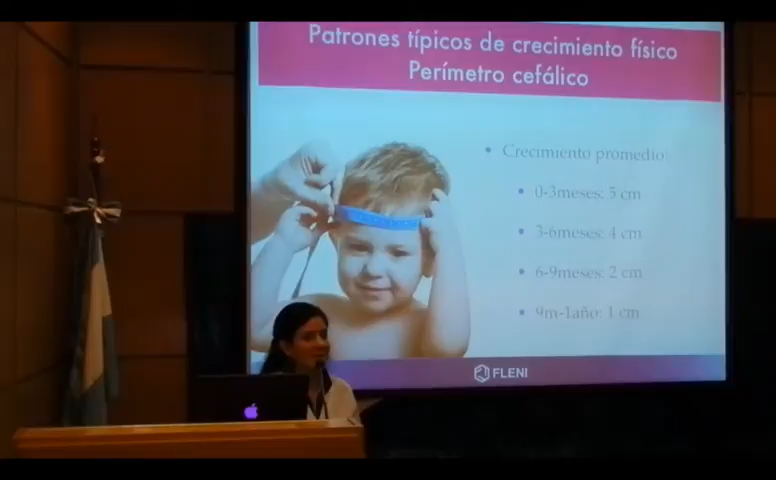 Patrones típicos de crecimiento físico
Perímetro cefálico
• Crecimiento promedio:
• 0-3meses: 5 cm
• 3-6meses: 4 cm
• 6-9meses: 2 cm
• 9m-1año: 1 cm
FLENI